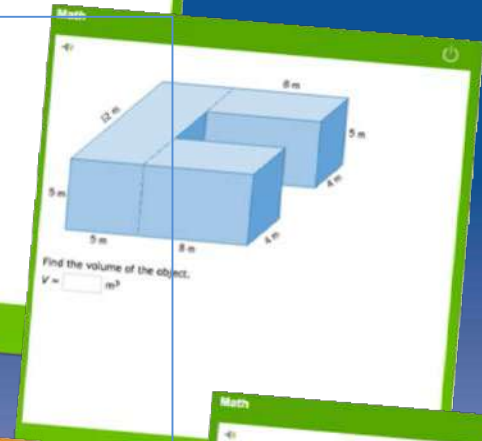 Math
8 m
12 m
5 m
4 m
5 m
5 m
8 m
4 m
Find the volume of the object.
V = m³
Math